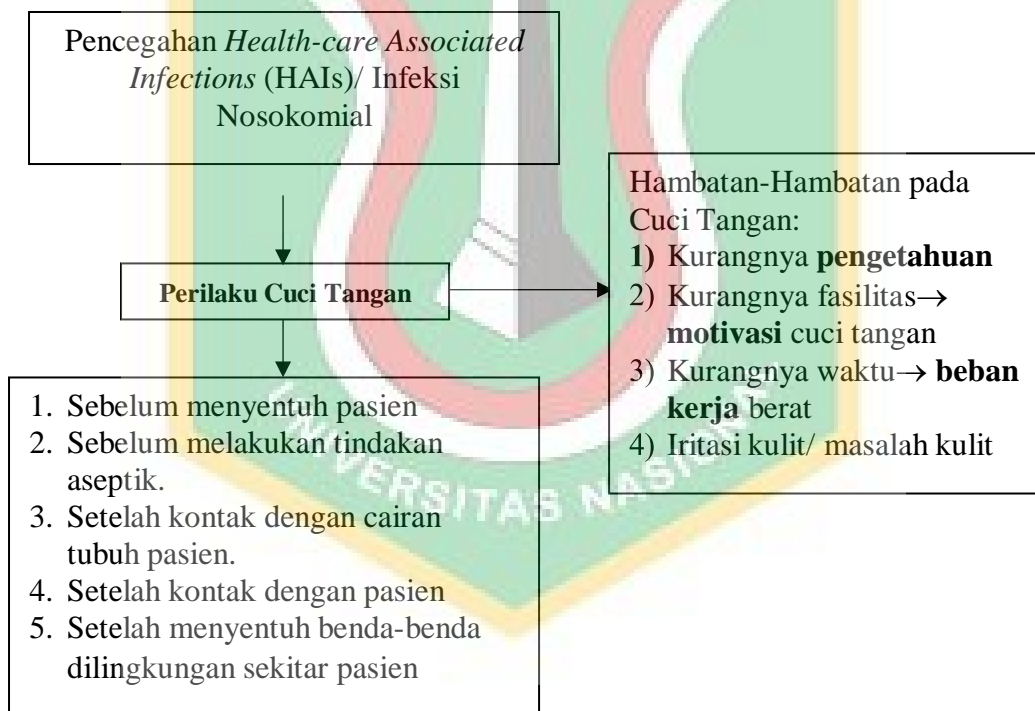 Pencegahan Health-care Associated
Infections (HAIs)/ Infeksi
Nosokomial
Perilaku Cuci Tangan
Hambatan-Hambatan pada
Cuci Tangan:
1) Kurangnya pengetahuan
2) Kurangnya fasilitas→
motivasi cuci tangan
3) Kurangnya waktu→ beban
kerja berat
4) Iritasi kulit/ masalah kulit
1. Sebelum menyentuh pasien
2. Sebelum melakukan tindakan
aseptik.
3. Setelah kontak dengan cairan
tubuh pasien.
4. Setelah kontak dengan pasien
5. Setelah menyentuh benda-benda
dilingkungan sekitar pasien
UNIVERSITAS NASIONAL